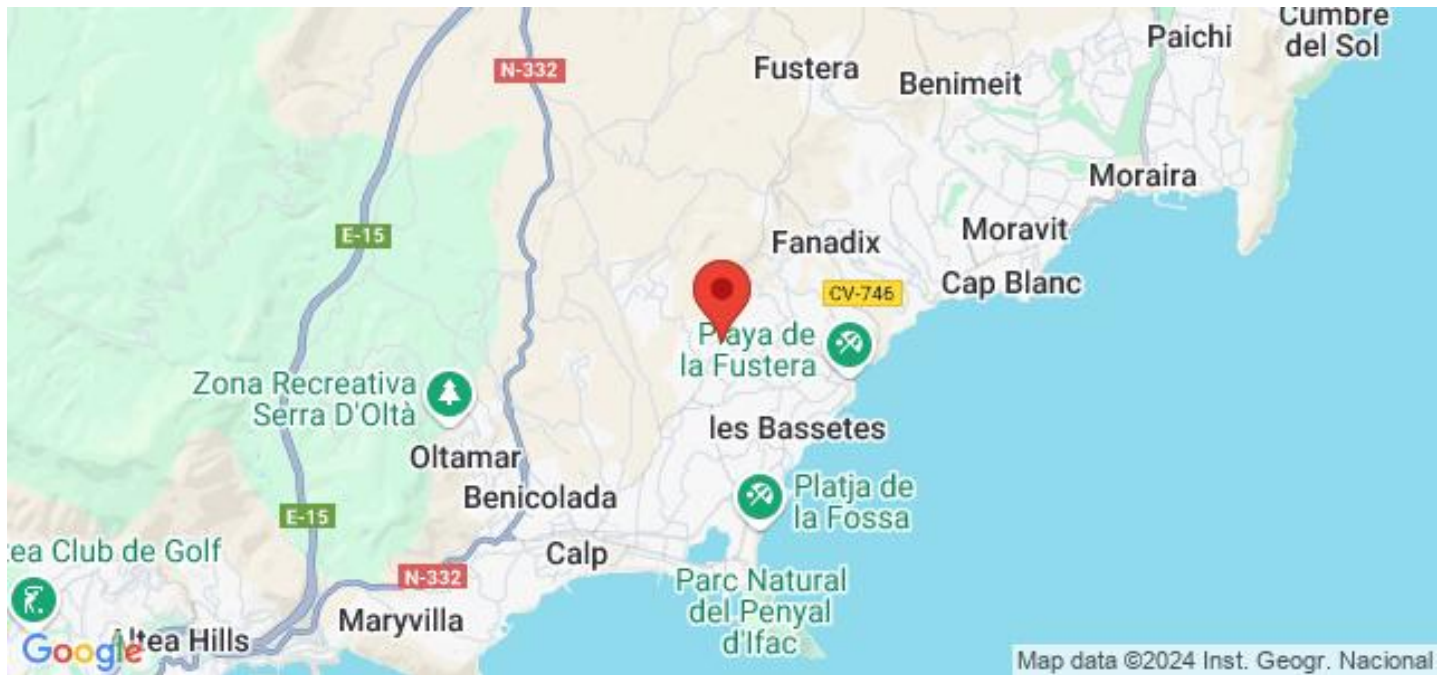 Cumbre
del Sol
Paichi
Fustera
N-332
Benimeit
Moraira
E-15
Fanadix
Moravit
Cap Blanc
CV-746
Playa de
la Fustera
Zona Recreativa
Serra D'Oltà
les Bassetes
Oltamar
Benicolada
Platja de
la Fossa
E-15
tea Club de Golf
Calp
N-332
Parc Natural
del Penyal
d'Ifac
Maryvilla
Altea Hills
Google
Map data ©2024 Inst. Geogr. Nacional